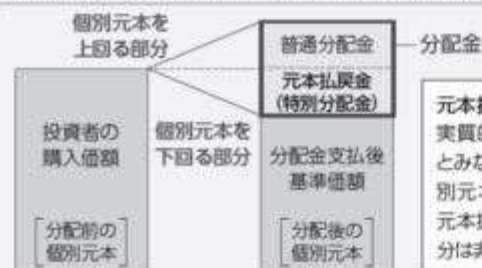 個別元本を
上回る部分
普通分配金
分配金
元本払戻金
(特別分配金)
投資者の
購入価額
個別元本を
下回る部分
分配金支払後
基準価額
分配前の
個別元本
分配後の
個別元本
元本
実質的
とみな
別元本
元本
分は